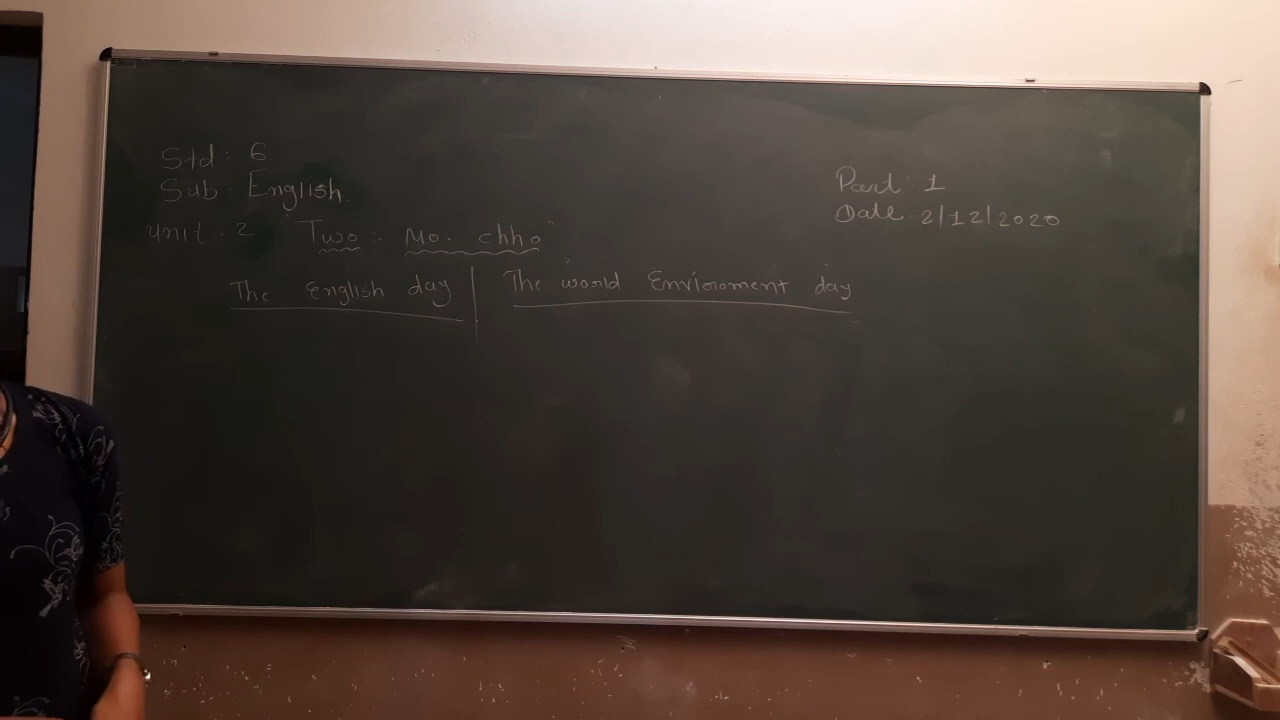 Std : 6
Sub : English.
Part : 1
Date : 2/12/2020
unit : 2 "Two : Mo. chho"
The English day | The world Enviroment day